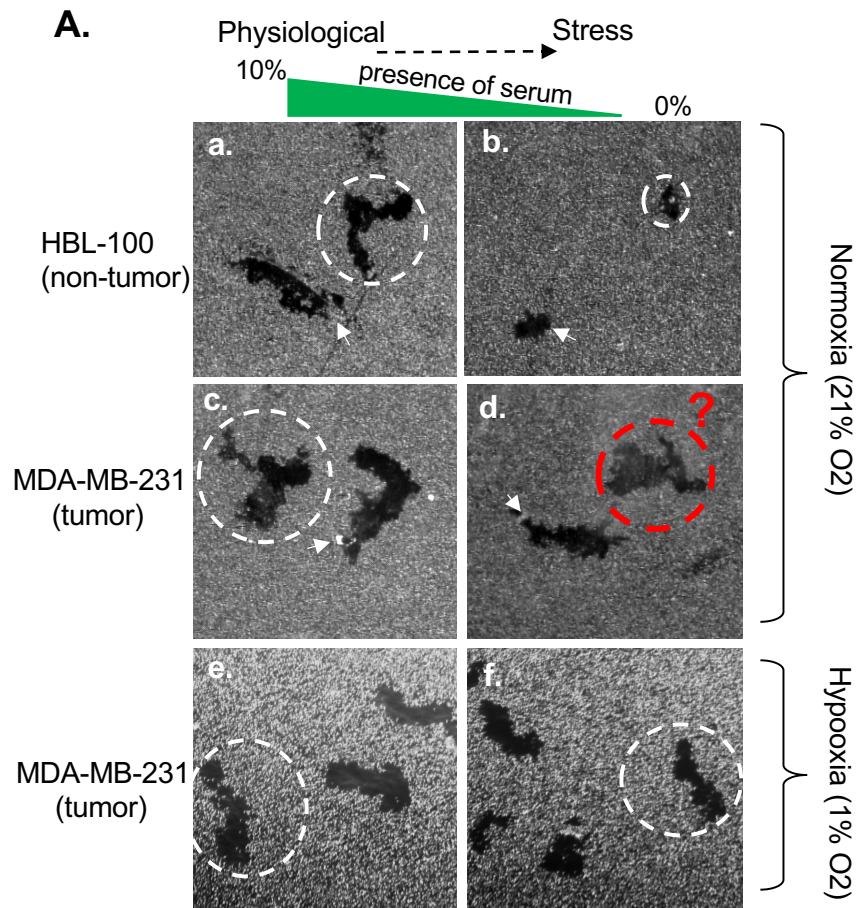 A.
Physiological
Stress
10%
presence of serum
0%
a.
b.
HBL-100
(non-tumor)
Normoxia (21% O2)
c.
d.
?
MDA-MB-231
(tumor)
e.
f.
MDA-MB-231
(tumor)
Hypooxia (1% O2)